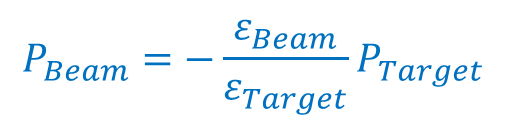 P_Beam = − ε_Beam / ε_Target P_Target